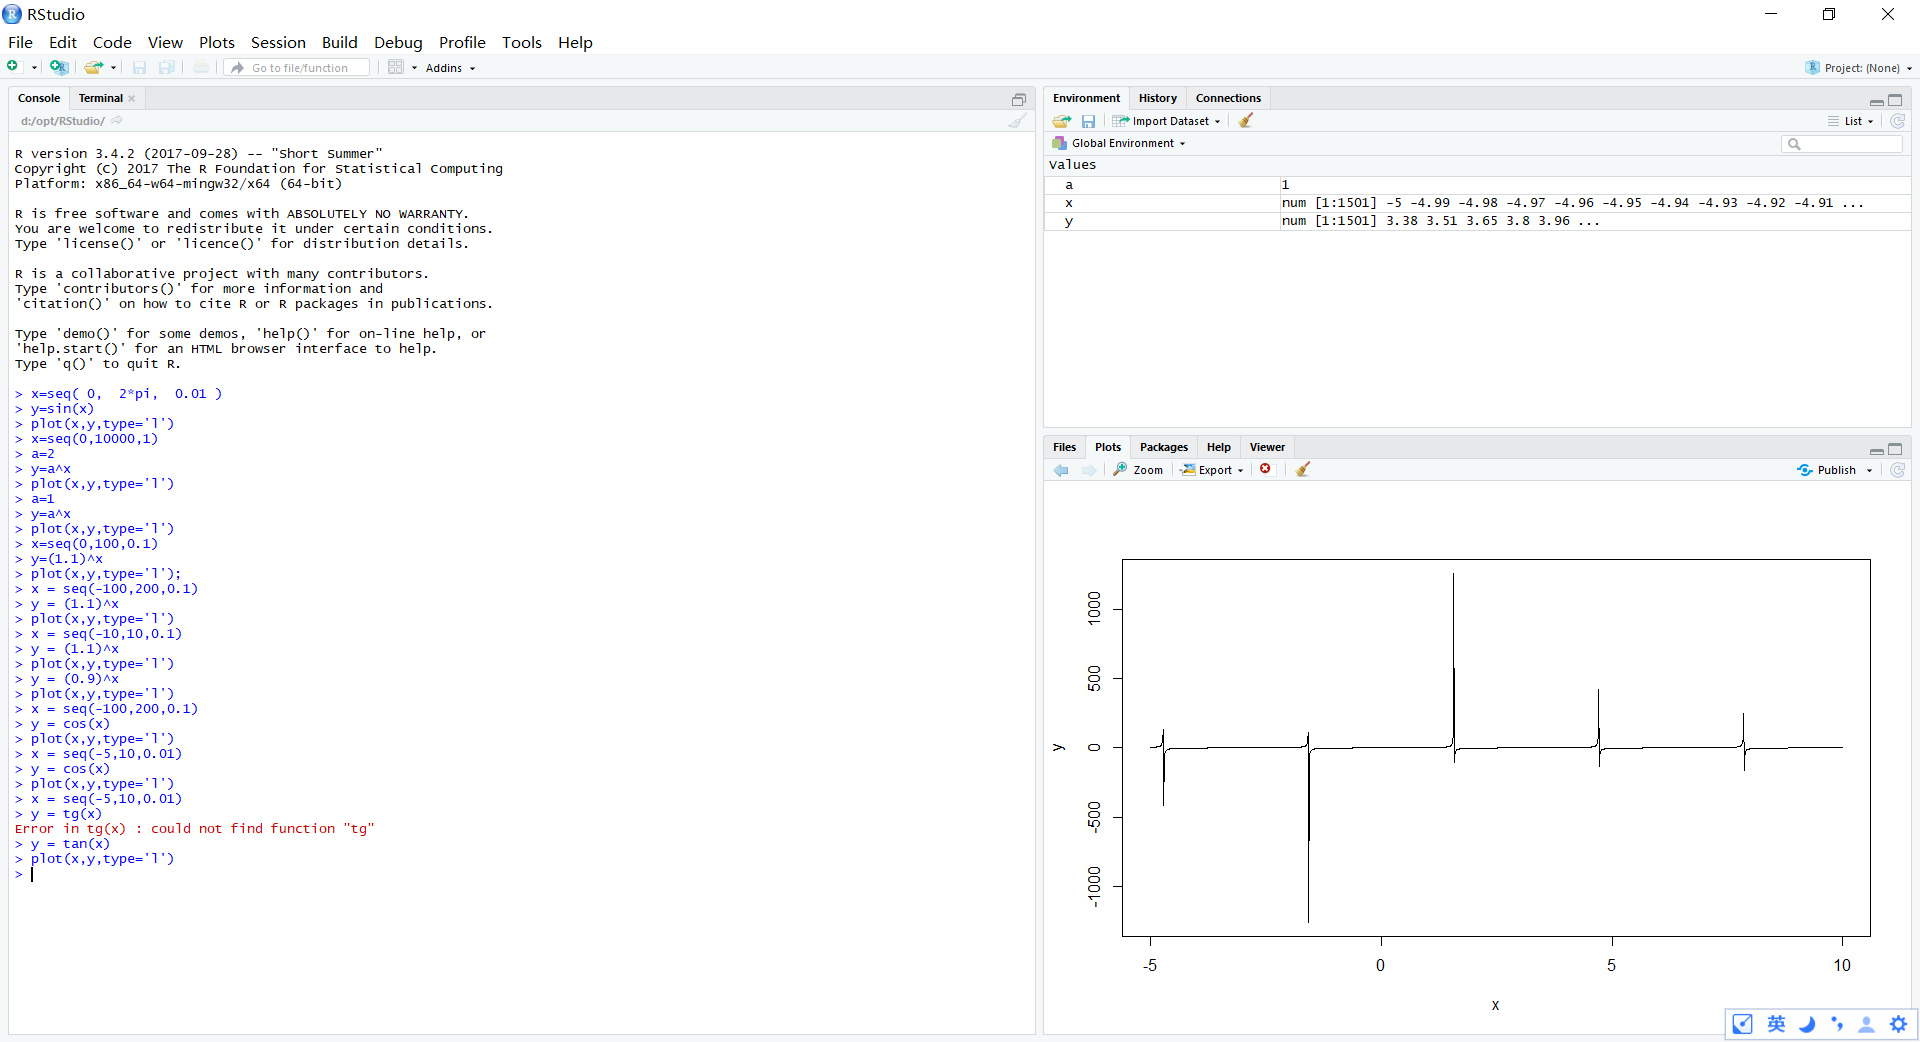 RStudio
File Edit Code View Plots Session Build Debug Profile Tools Help
Go to file/function Addins Project: (None)
Console Terminal
d:/opt/RStudio/
R version 3.4.2 (2017-09-28) -- "Short Summer"
Copyright (C) 2017 The R Foundation for Statistical Computing
Platform: x86_64-w64-mingw32/x64 (64-bit)
R is free software and comes with ABSOLUTELY NO WARRANTY.
You are welcome to redistribute it under certain conditions.
Type 'license()' or 'licence()' for distribution details.
R is a collaborative project with many contributors.
Type 'contributors()' for more information and
'citation()' on how to cite R or R packages in publications.
Type 'demo()' for some demos, 'help()' for on-line help, or
'help.start()' for an HTML browser interface to help.
Type 'q()' to quit R.
> x=seq( 0,  2*pi,  0.01 )
> y=sin(x)
> plot(x,y,type='l')
> x=seq(0,10000,1)
> a=2
> y=a^x
> plot(x,y,type='l')
> a=1
> y=a^x
> plot(x,y,type='l')
> x=seq(0,100,0.1)
> y=(1.1)^x
> plot(x,y,type='l');
> x = seq(-100,200,0.1)
> y = (1.1)^x
> plot(x,y,type='l')
> x = seq(-10,10,0.1)
> y = (1.1)^x
> plot(x,y,type='l')
> y = (0.9)^x
> plot(x,y,type='l')
> x = seq(-100,200,0.1)
> y = cos(x)
> plot(x,y,type='l')
> x = seq(-5,10,0.01)
> y = cos(x)
> plot(x,y,type='l')
> x = seq(-5,10,0.01)
> y = tg(x)
Error in tg(x) : could not find function "tg"
> y = tan(x)
> plot(x,y,type='l')
>
Environment History Connections
Import Dataset List
Global Environment
Values
a 1
x num [1:1501] -5 -4.99 -4.98 -4.97 -4.96 -4.95 -4.94 -4.93 -4.92 -4.91 ...
y num [1:1501] 3.38 3.51 3.65 3.8 3.96 ...
Files Plots Packages Help Viewer
Zoom Export Publish
1000
500
0
-500
-1000
y
-5 0 5 10
x
英